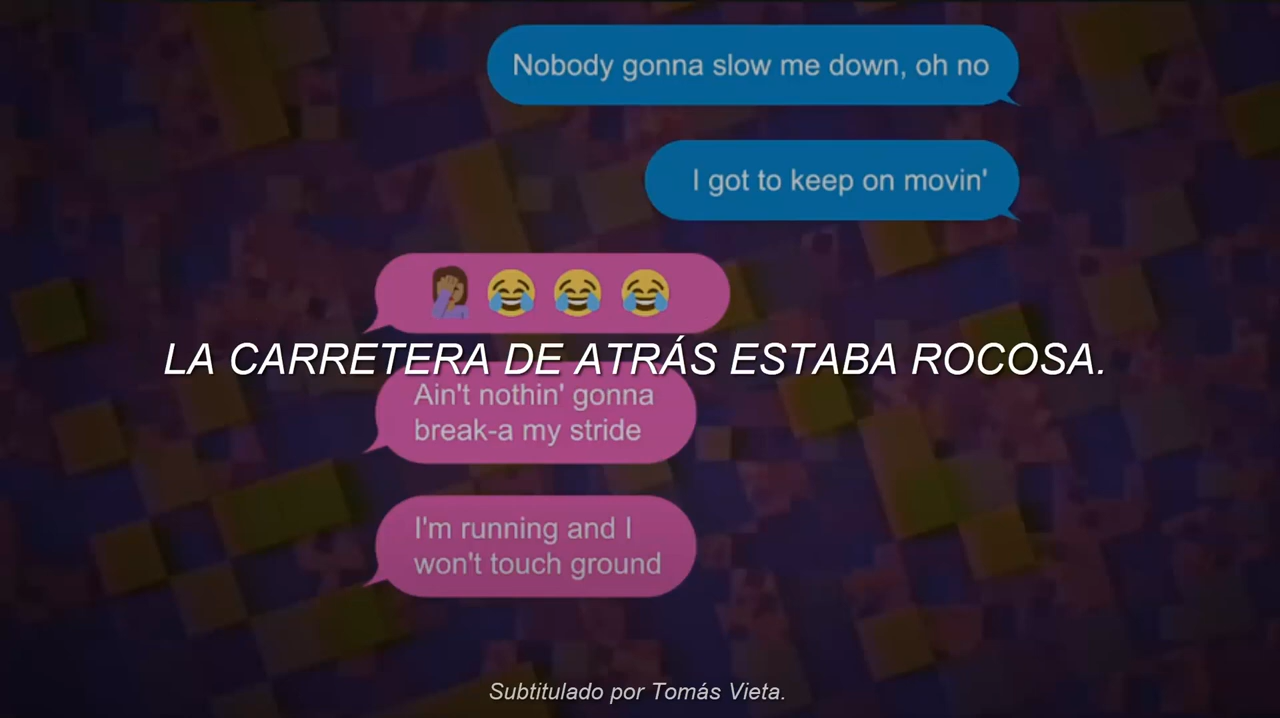 Nobody gonna slow me down, oh no
I got to keep on movin'
🤦🏽‍♀️ 😂 😂 😂
LA CARRETERA DE ATRÁS ESTABA ROCOSA.
Ain't nothin' gonna
break-a my stride
I'm running and I
won't touch ground
Subtitulado por Tomás Vieta.